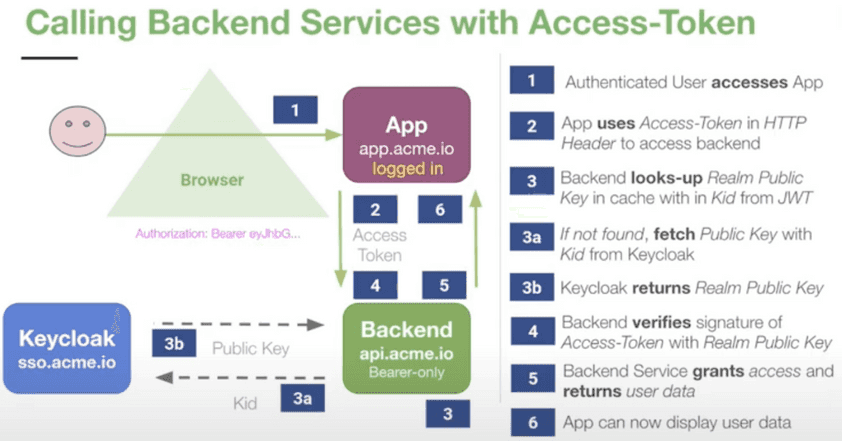 Calling Backend Services with Access-Token
1
App
app.acme.io
logged in
Browser
Authorization: Bearer eyJhbG...
2
6
Access
Token
4
5
Keycloak
sso.acme.io
3b
Public Key
Kid
3a
Backend
api.acme.io
Bearer-only
3
1 Authenticated User accesses App
2 App uses Access-Token in HTTP
Header to access backend
3 Backend looks-up Realm Public
Key in cache with in Kid from JWT
3a If not found, fetch Public Key with
Kid from Keycloak
3b Keycloak returns Realm Public Key
4 Backend verifies signature of
Access-Token with Realm Public Key
5 Backend Service grants access and
returns user data
6 App can now display user data